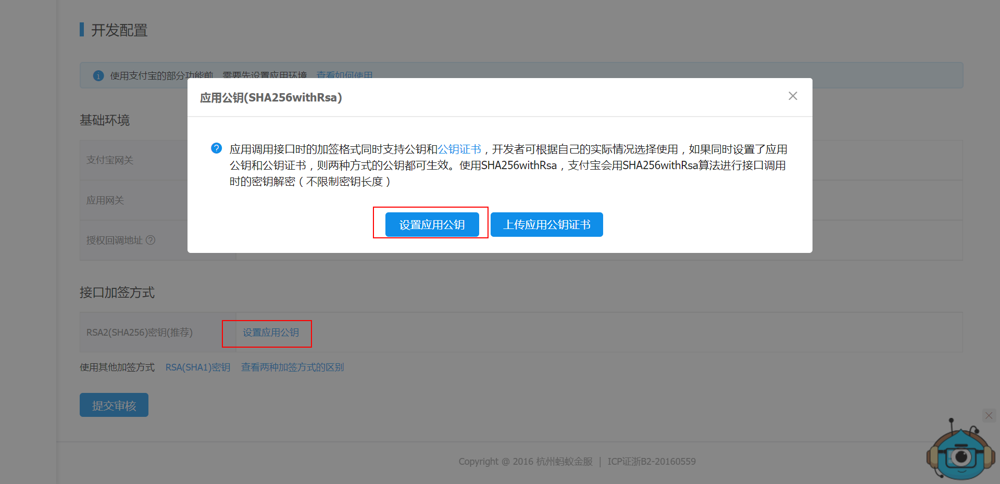 开发配置
使用支付宝的部分功能前，需要先设置应用环境 查看如何使用
应用公钥(SHA256withRsa)
基础环境
应用调用接口时的加签格式同时支持公钥和公钥证书，开发者可根据自己的实际情况选择使用，如果同时设置了应用
公钥和公钥证书，则两种方式的公钥都可生效。使用SHA256withRsa，支付宝会用SHA256withRsa算法进行接口调用
时的密钥解密（不限制密钥长度）
支付宝网关
应用网关
设置应用公钥 上传应用公钥证书
授权回调地址
接口加签方式
RSA2(SHA256)密钥(推荐) 设置应用公钥
使用其他加签方式 RSA(SHA1)密钥 查看两种加签方式的区别
提交审核
Copyright @ 2016 杭州蚂蚁金服 | ICP证浙B2-20160559